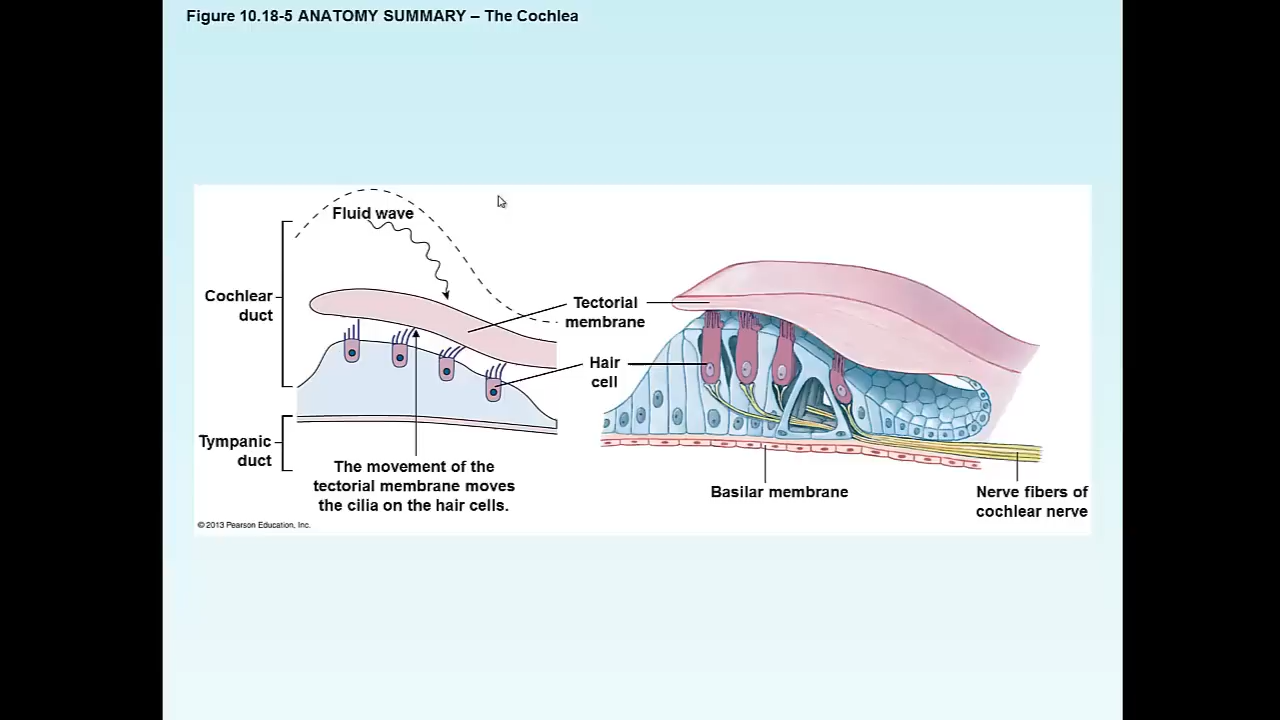 Figure 10.18-5 ANATOMY SUMMARY – The Cochlea
Fluid wave
Cochlear
duct
Tectorial
membrane
Hair
cell
Tympanic
duct
The movement of the
tectorial membrane moves
the cilia on the hair cells.
Basilar membrane
Nerve fibers of
cochlear nerve
© 2013 Pearson Education, Inc.